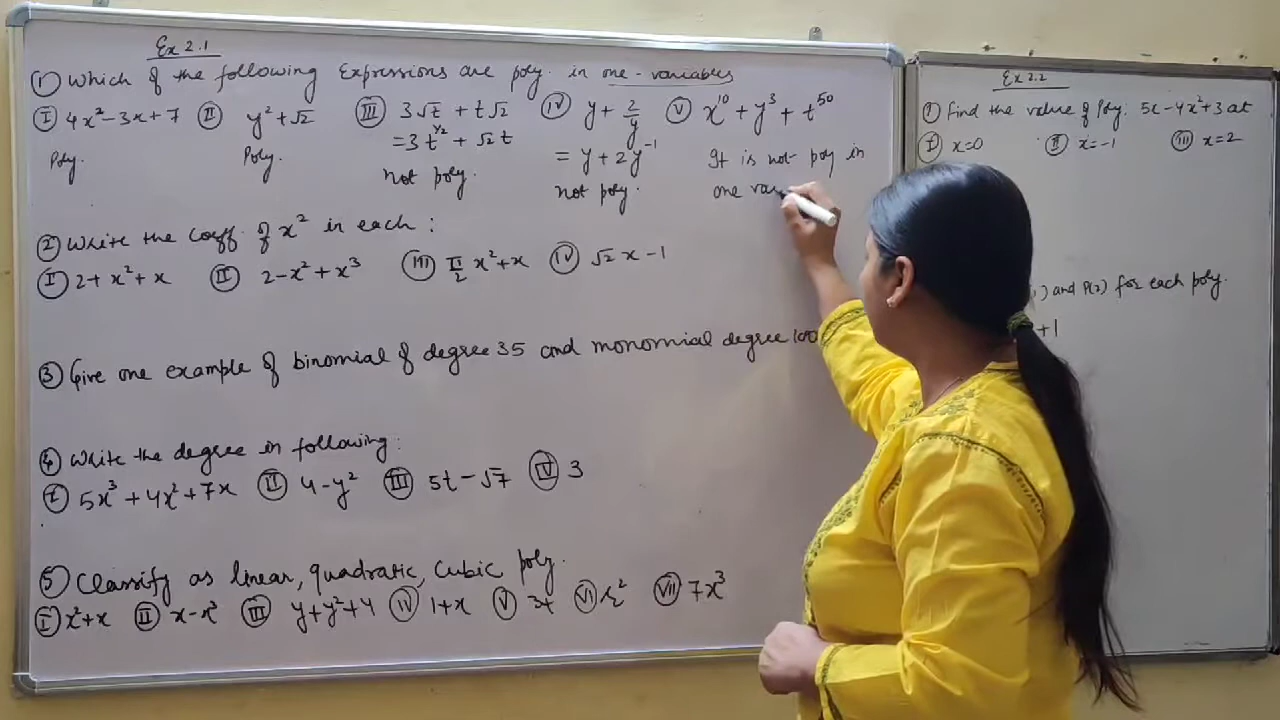 Ex 2.1
① Which of the following Expressions are poly. in one-variables
Ⅰ 4x²-3x+7 Ⅱ y²+√2 Ⅲ 3√t + t√2 Ⅳ y + 2/y Ⅴ x¹⁰ + y³ + t⁵⁰
Poly. Poly. = 3t^1/2 + √2 t = y + 2y⁻¹ It is not poly in
not poly. not poly. one var
② Write the coeff. of x² in each :
Ⅰ 2+ x²+x Ⅱ 2-x²+x³ Ⅲ π/2 x²+x Ⅳ √2 x-1
③ Give one example of binomial of degree 35 and monomial degree 100
④ Write the degree in following:
Ⅰ 5x³+4x²+7x Ⅱ 4-y² Ⅲ 5t-√7 Ⅳ 3
⑤ Classify as linear, quadratic, Cubic poly.
Ⅰ x²+x Ⅱ x-x³ Ⅲ y+y²+4 Ⅳ 1+x Ⅴ 3t Ⅵ r² Ⅶ 7x³
Ex 2.2
Find the value of Poly. 5x-4x²+3 at
Ⅰ x=0 Ⅱ x=-1 Ⅲ x=2
and P(2) for each poly.
+1